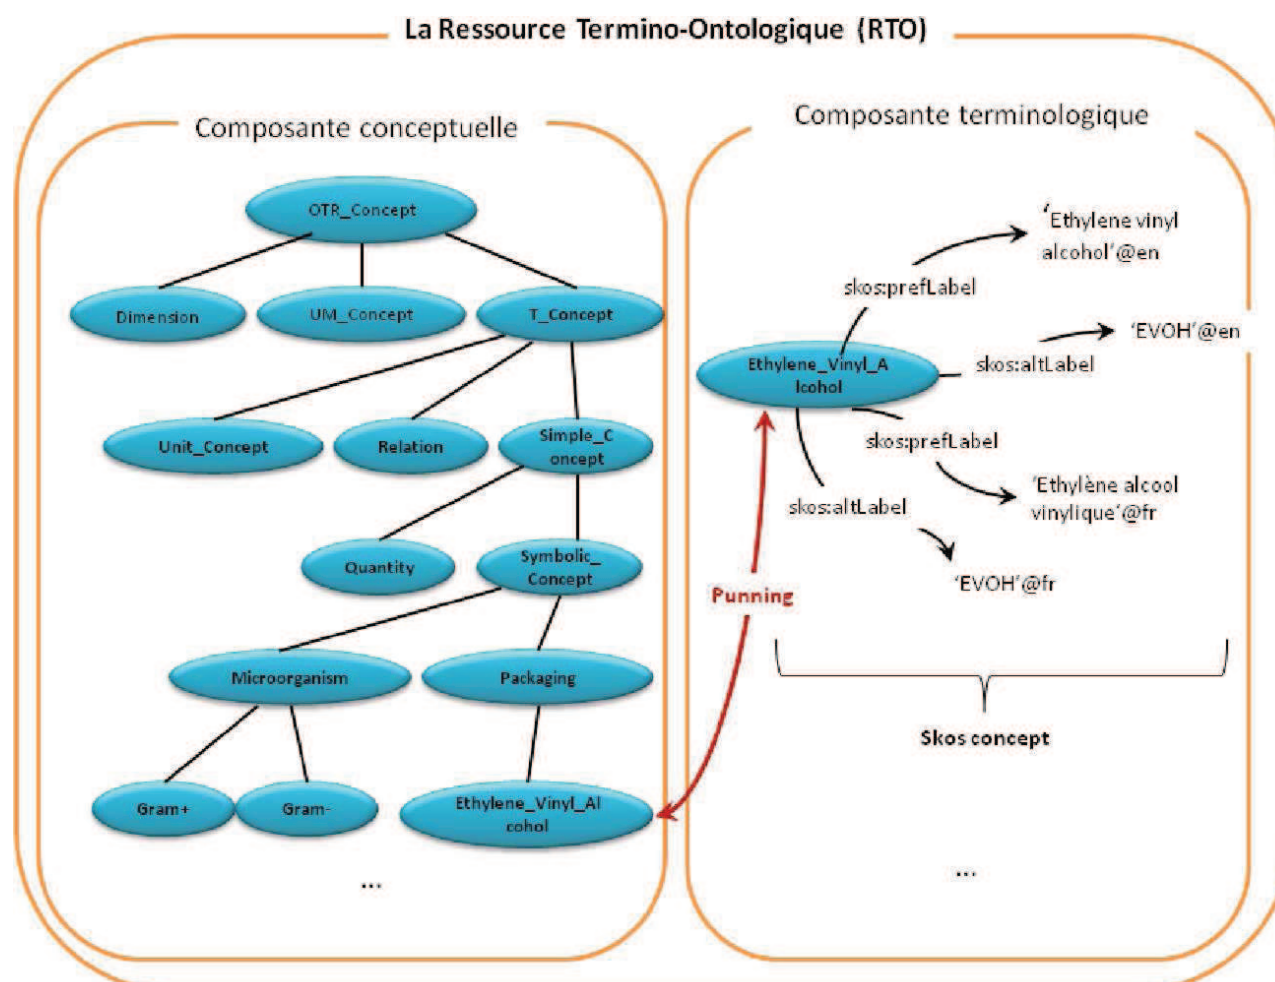 La Ressource Termino-Ontologique (RTO)
Composante conceptuelle
OTR_Concept
Dimension
UM_Concept
T_Concept
Unit_Concept
Relation
Simple_C
oncept
Quantity
Symbolic_
Concept
Microorganism
Packaging
Gram+
Gram-
Ethylene_Vinyl_Al
cohol
...
Composante terminologique
‘Ethylene vinyl
alcohol’@en
skos:prefLabel
‘EVOH’@en
skos:altLabel
Ethylene_Vinyl_A
lcohol
skos:prefLabel
‘Ethylène alcool
vinylique’@fr
skos:altLabel
‘EVOH’@fr
Punning
Skos concept
...